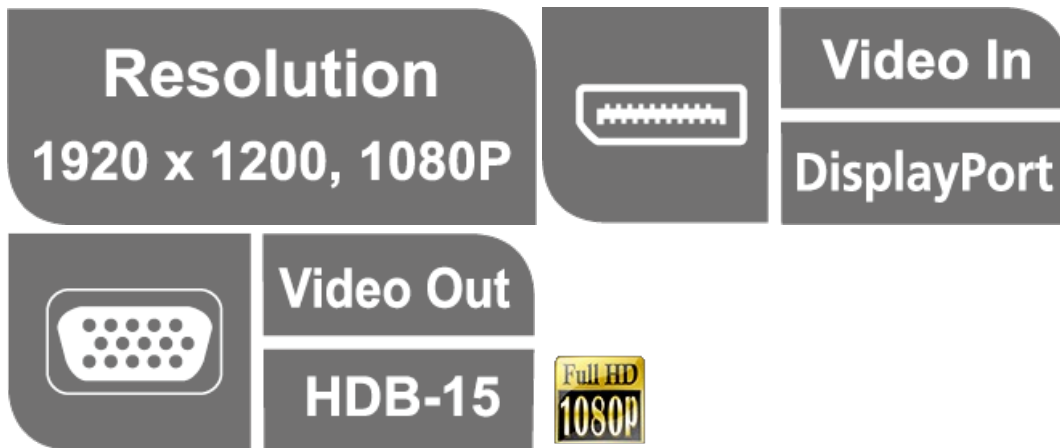 Resolution
1920 x 1200, 1080P
Video In
DisplayPort
Video Out
HDB-15
Full HD
1080P